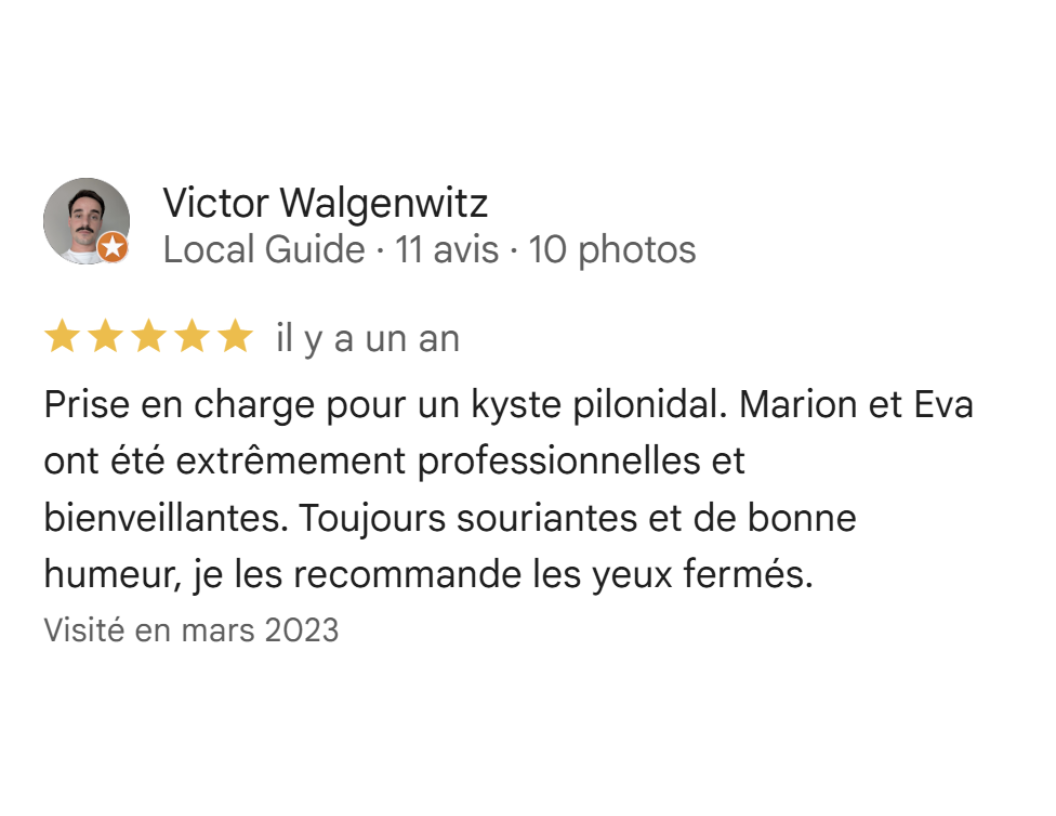 Victor Walgenwitz
Local Guide · 11 avis · 10 photos
il y a un an
Prise en charge pour un kyste pilonidal. Marion et Eva
ont été extrêmement professionnelles et
bienveillantes. Toujours souriantes et de bonne
humeur, je les recommande les yeux fermés.
Visité en mars 2023